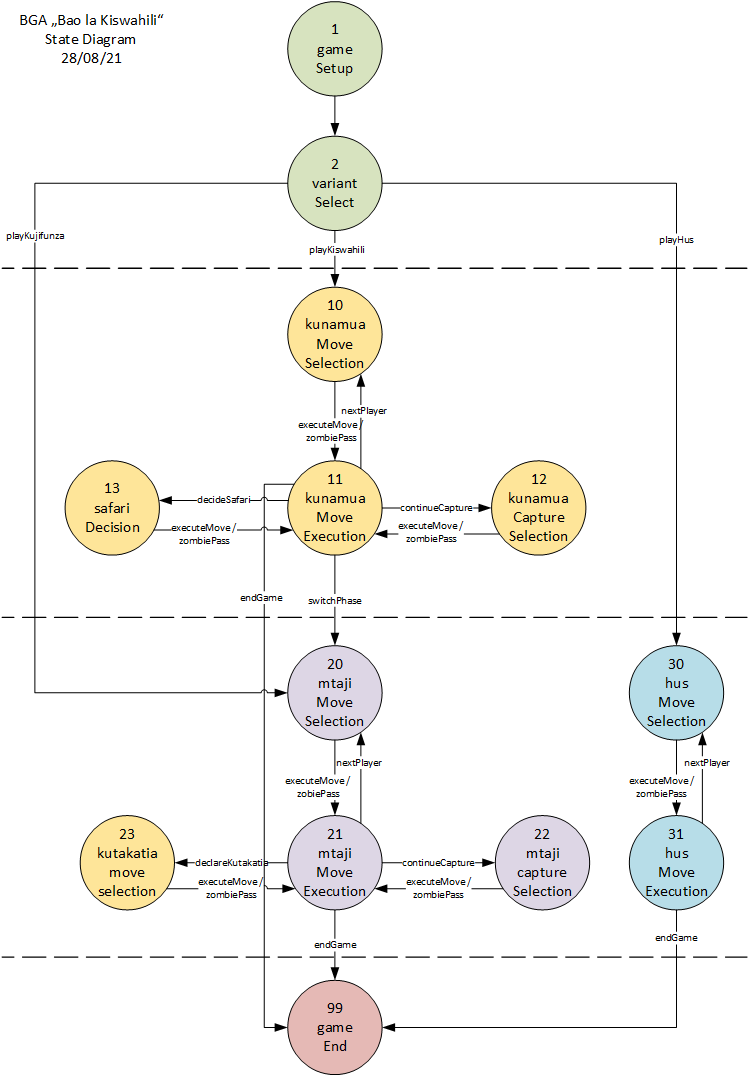 BGA „Bao la Kiswahili“
State Diagram
28/08/21
1
game
Setup
2
variant
Select
playKujifunza
playKiswahili
playHus
10
kunamua
Move
Selection
nextPlayer
executeMove /
zombiePass
13
safari
Decision
decideSafari
executeMove /
zombiePass
11
kunamua
Move
Execution
continueCapture
executeMove /
zombiePass
12
kunamua
Capture
Selection
endGame
switchPhase
20
mtaji
Move
Selection
30
hus
Move
Selection
nextPlayer
executeMove /
zobiePass
nextPlayer
executeMove /
zombiePass
23
kutakatia
move
selection
declareKutakatia
executeMove /
zombiePass
21
mtaji
Move
Execution
continueCapture
executeMove /
zombiePass
22
mtaji
capture
Selection
31
hus
Move
Execution
endGame
endGame
99
game
End